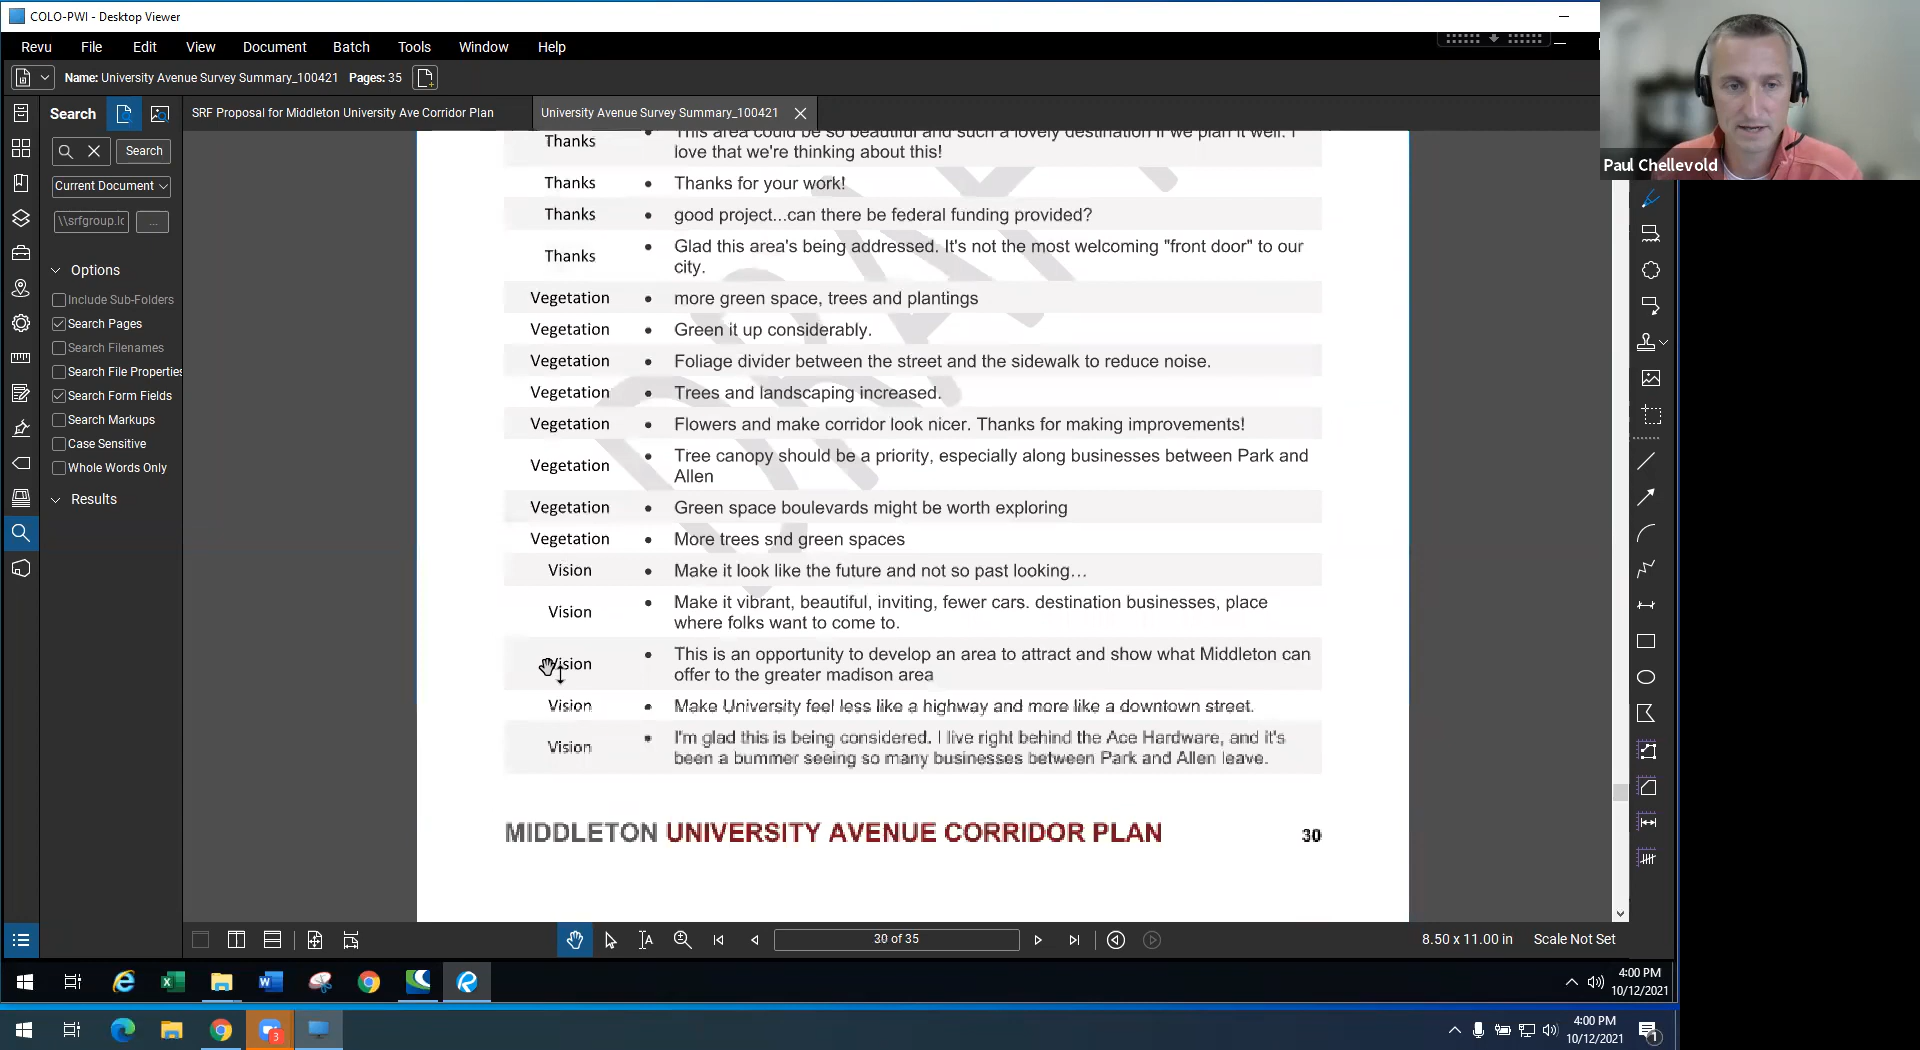 COLO-PWI - Desktop Viewer
Revu File Edit View Document Batch Tools Window Help
Name: University Avenue Survey Summary_100421 Pages: 35
Search
SRF Proposal for Middleton University Ave Corridor Plan
University Avenue Survey Summary_100421
Search
Current Document
\\srfgroup.lc
...
Options
Include Sub-Folders
Search Pages
Search Filenames
Search File Properties
Search Form Fields
Search Markups
Case Sensitive
Whole Words Only
Results
Thanks • This area could be so beautiful and such a lovely destination if we plan it well. I
love that we're thinking about this!
Thanks • Thanks for your work!
Thanks • good project...can there be federal funding provided?
Thanks • Glad this area's being addressed. It's not the most welcoming "front door" to our
city.
Vegetation • more green space, trees and plantings
Vegetation • Green it up considerably.
Vegetation • Foliage divider between the street and the sidewalk to reduce noise.
Vegetation • Trees and landscaping increased.
Vegetation • Flowers and make corridor look nicer. Thanks for making improvements!
Vegetation • Tree canopy should be a priority, especially along businesses between Park and
Allen
Vegetation • Green space boulevards might be worth exploring
Vegetation • More trees snd green spaces
Vision • Make it look like the future and not so past looking…
Vision • Make it vibrant, beautiful, inviting, fewer cars. destination businesses, place
where folks want to come to.
Vision • This is an opportunity to develop an area to attract and show what Middleton can
offer to the greater madison area
Vision • Make University feel less like a highway and more like a downtown street.
Vision • I'm glad this is being considered. I live right behind the Ace Hardware, and it's
been a bummer seeing so many businesses between Park and Allen leave.
MIDDLETON UNIVERSITY AVENUE CORRIDOR PLAN 30
DRAFT
Paul Chellevold
30 of 35
8.50 x 11.00 in Scale Not Set
4:00 PM
10/12/2021
3
4:00 PM
10/12/2021
1